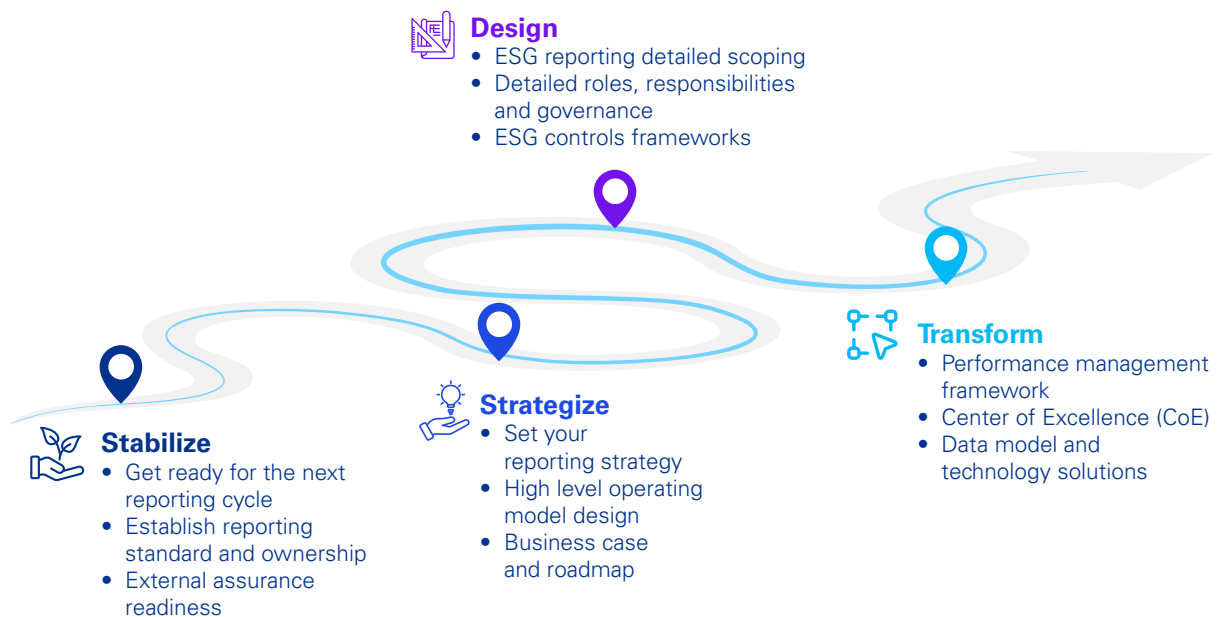 Design
• ESG reporting detailed scoping
• Detailed roles, responsibilities
and governance
• ESG controls frameworks
Stabilize
• Get ready for the next
reporting cycle
• Establish reporting
standard and ownership
• External assurance
readiness
Strategize
• Set your
reporting strategy
• High level operating
model design
• Business case
and roadmap
Transform
• Performance management
framework
• Center of Excellence (CoE)
• Data model and
technology solutions